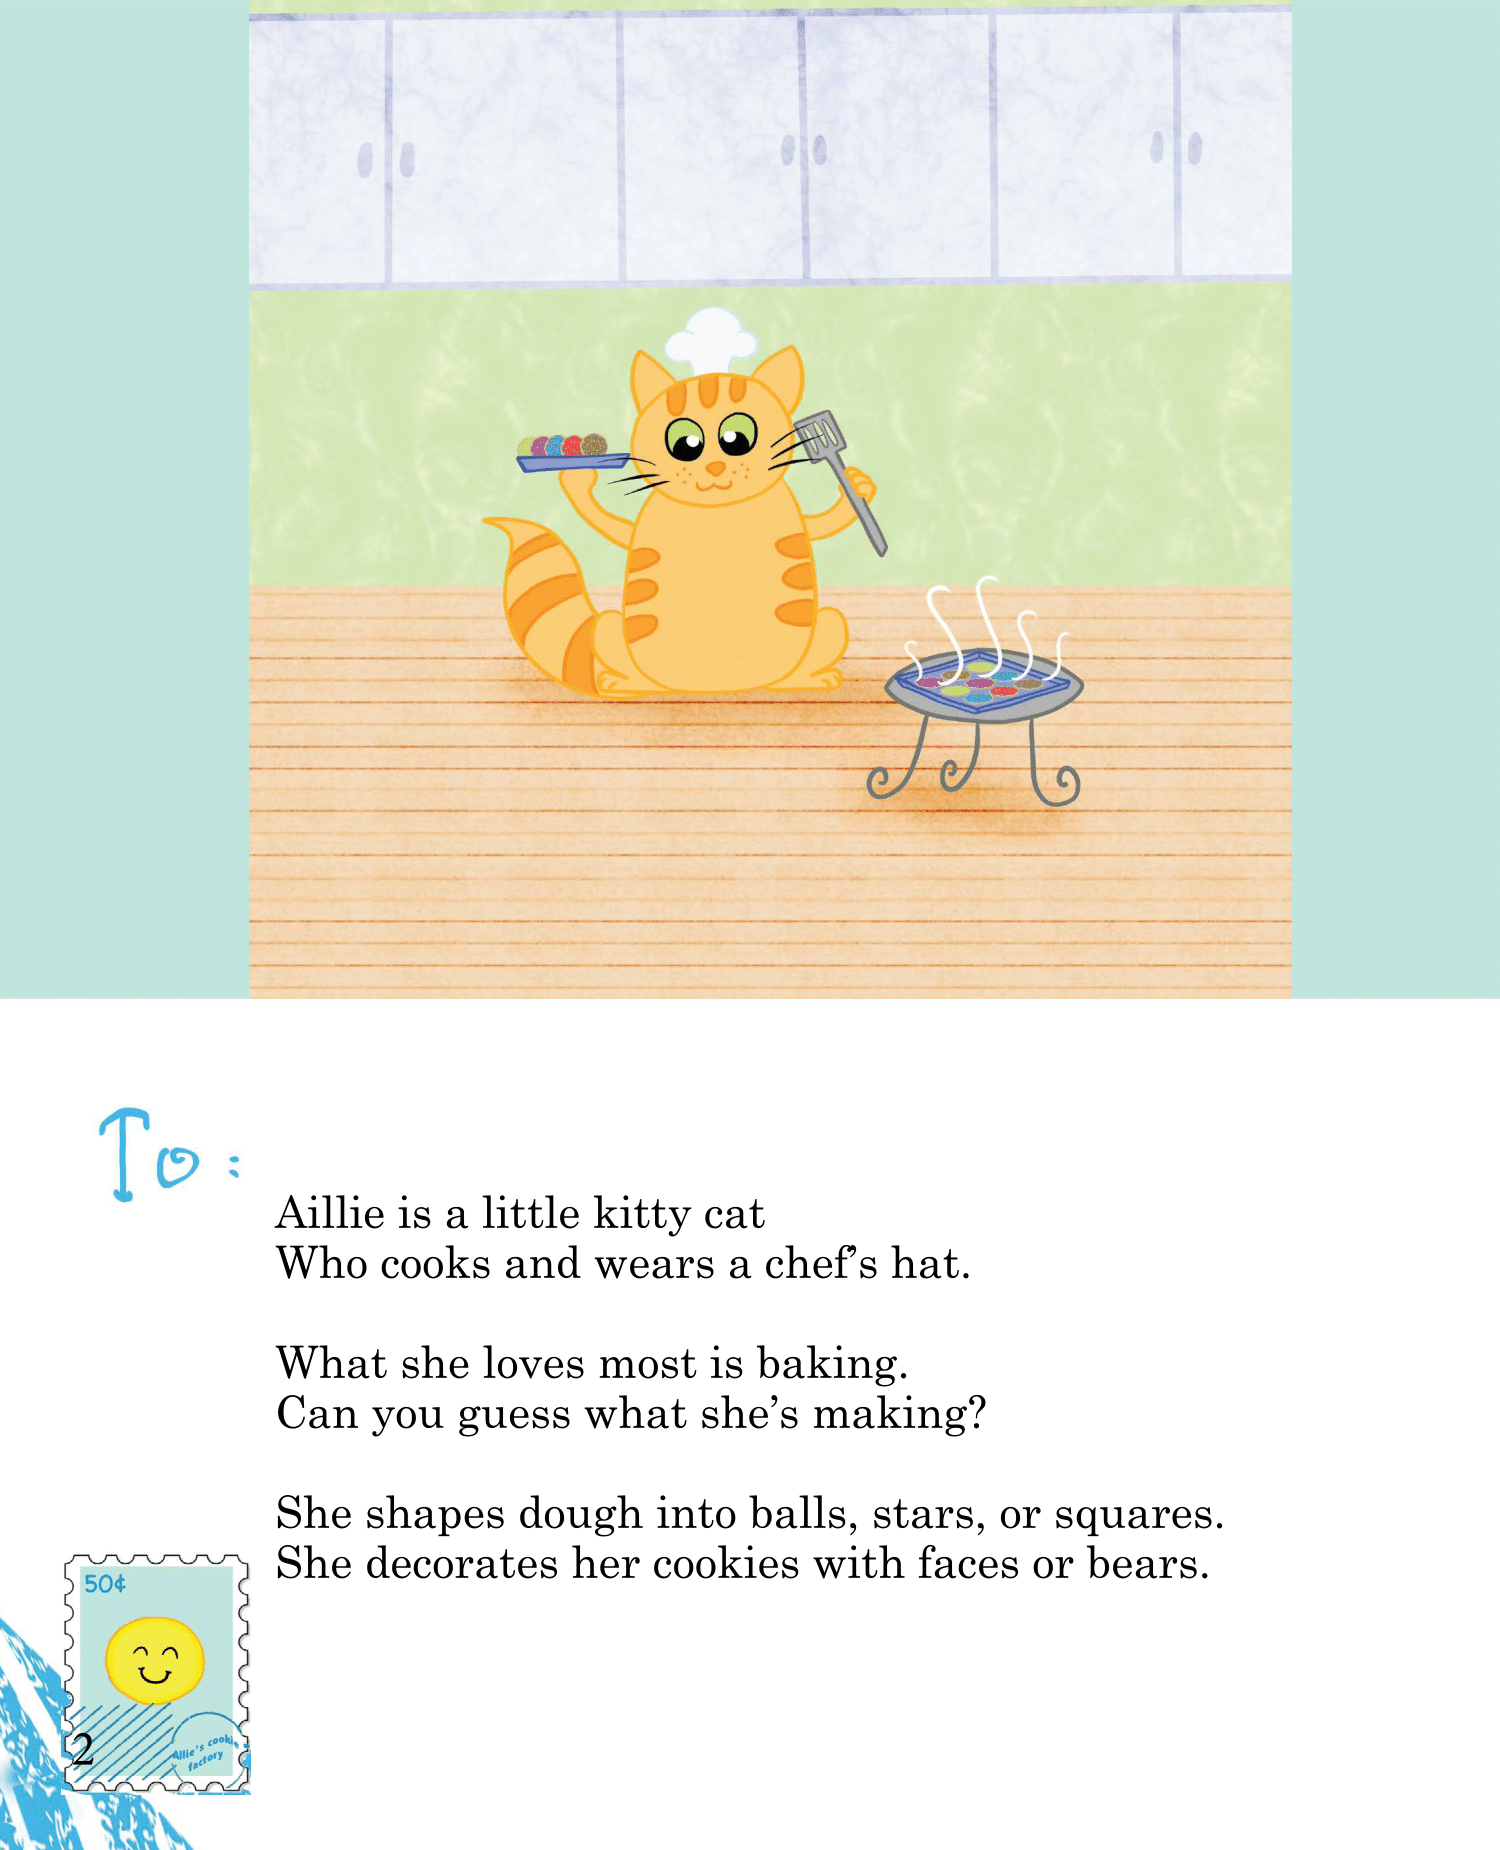 To:
Aillie is a little kitty cat
Who cooks and wears a chef’s hat.
What she loves most is baking.
Can you guess what she’s making?
She shapes dough into balls, stars, or squares.
She decorates her cookies with faces or bears.
50¢
Allie's cookie
factory
2